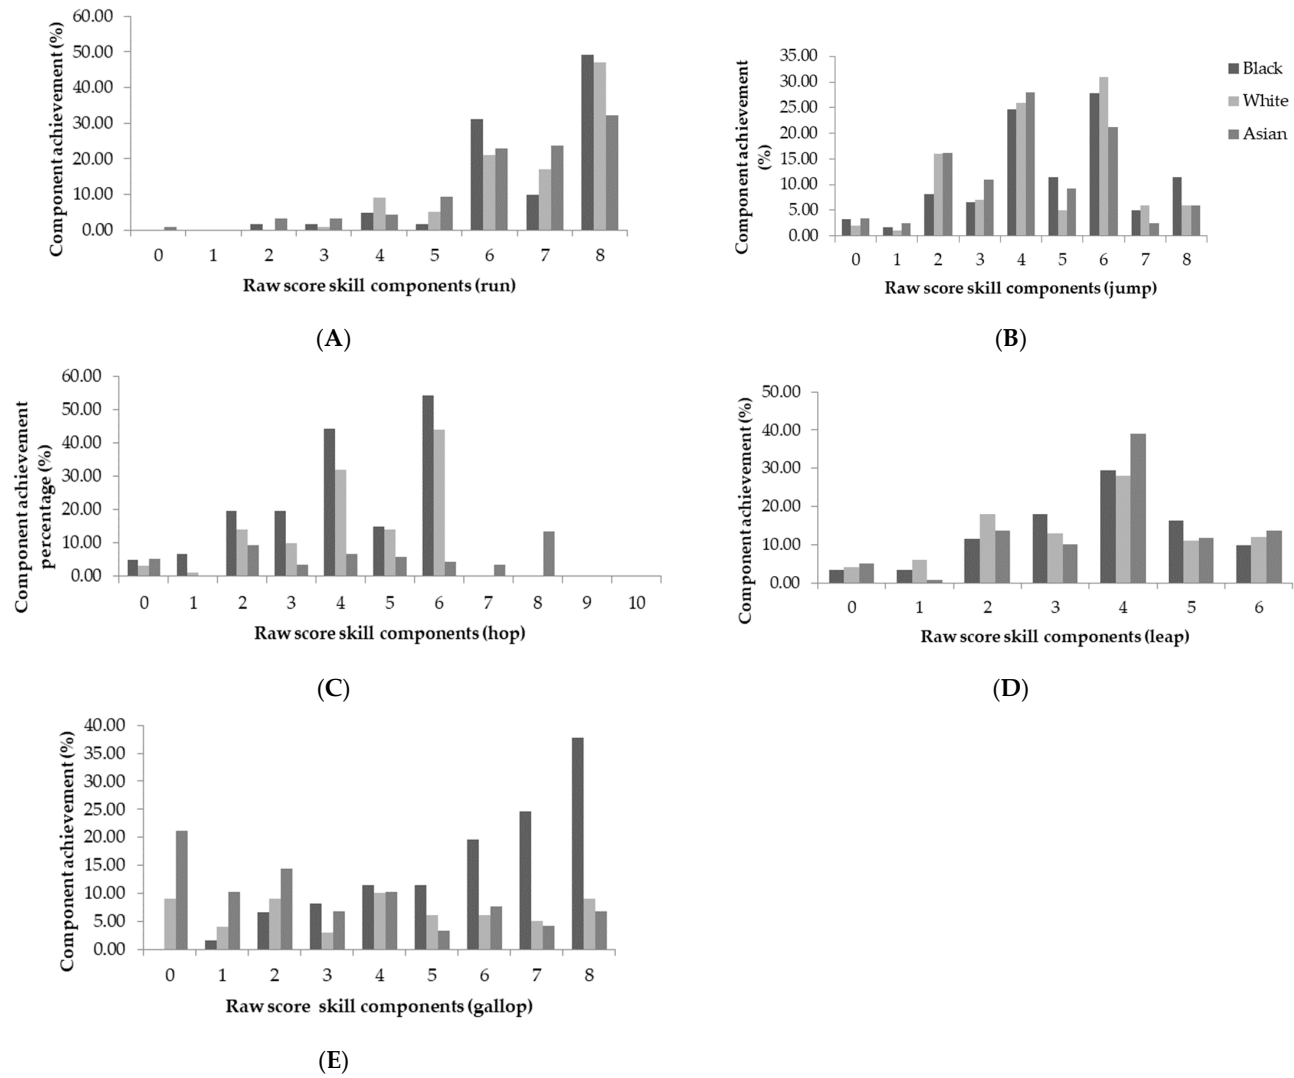 60.00
50.00
40.00
30.00
20.00
10.00
0.00
Component achievement (%)
0 1 2 3 4 5 6 7 8
Raw score skill components (run)
(A)
35.00
30.00
25.00
20.00
15.00
10.00
5.00
0.00
Component achievement
(%)
0 1 2 3 4 5 6 7 8
Raw score skill components (jump)
Black
White
Asian
(B)
60.00
50.00
40.00
30.00
20.00
10.00
0.00
Component achievement
percentage (%)
0 1 2 3 4 5 6 7 8 9 10
Raw score skill components (hop)
(C)
50.00
40.00
30.00
20.00
10.00
0.00
Component achievement (%)
0 1 2 3 4 5 6
Raw score skill components (leap)
(D)
40.00
35.00
30.00
25.00
20.00
15.00
10.00
5.00
0.00
Component achievement (%)
0 1 2 3 4 5 6 7 8
Raw score skill components (gallop)
(E)